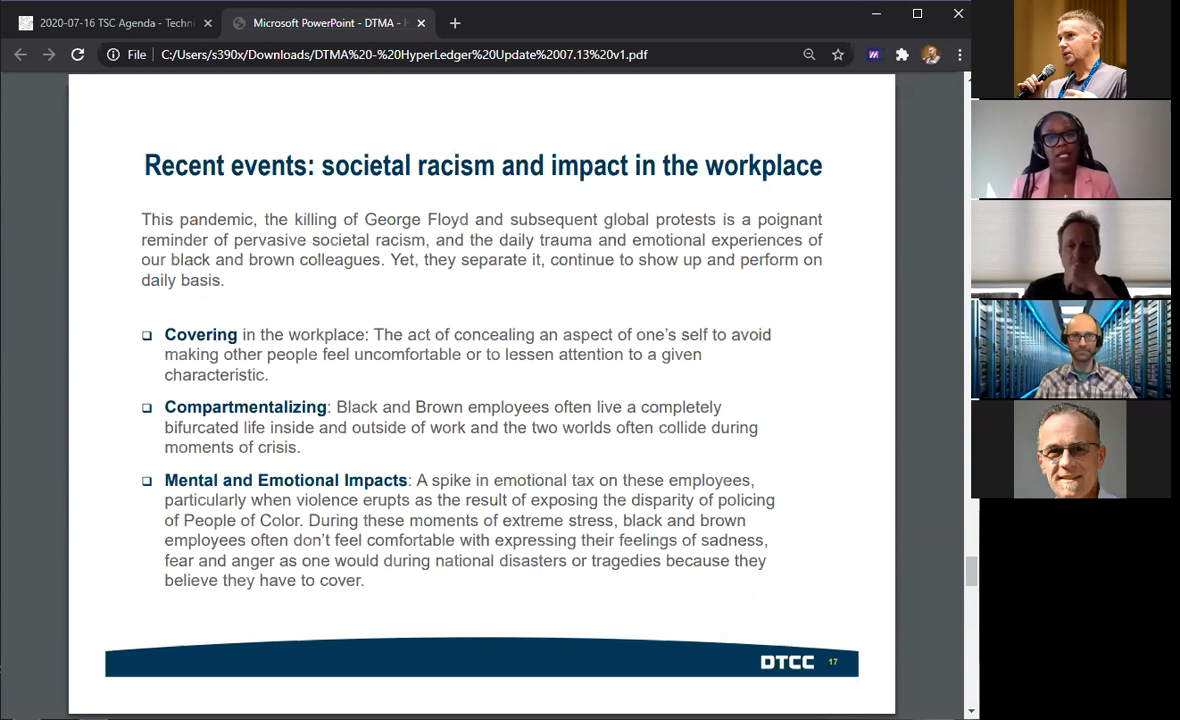 2020-07-16 TSC Agenda - Techni
Microsoft PowerPoint - DTMA - H
File
C:/Users/s390x/Downloads/DTMA%20-%20HyperLedger%20Update%2007.13%20v1.pdf
Recent events: societal racism and impact in the workplace
This pandemic, the killing of George Floyd and subsequent global protests is a poignant
reminder of pervasive societal racism, and the daily trauma and emotional experiences of
our black and brown colleagues. Yet, they separate it, continue to show up and perform on
daily basis.
Covering in the workplace: The act of concealing an aspect of one's self to avoid
making other people feel uncomfortable or to lessen attention to a given
characteristic.
Compartmentalizing: Black and Brown employees often live a completely
bifurcated life inside and outside of work and the two worlds often collide during
moments of crisis.
Mental and Emotional Impacts: A spike in emotional tax on these employees,
particularly when violence erupts as the result of exposing the disparity of policing
of People of Color. During these moments of extreme stress, black and brown
employees often don't feel comfortable with expressing their feelings of sadness,
fear and anger as one would during national disasters or tragedies because they
believe they have to cover.
DTCC 17